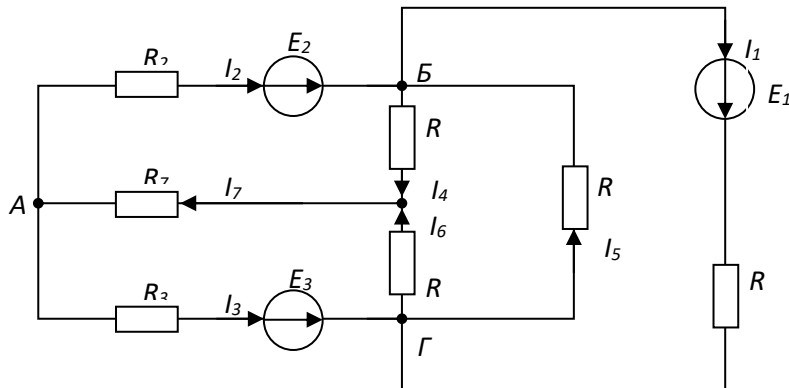 I1
E2
R2 I2 Б
E1
R
R7 I7 I4
А R
I6
I5
E3
R3 I3 R R
Г